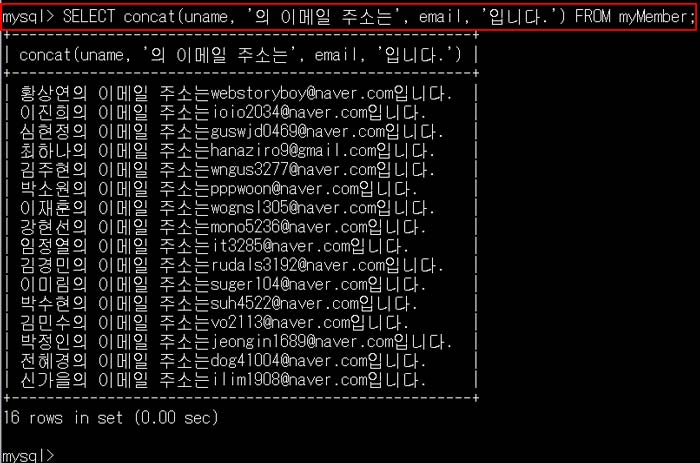 mysql> SELECT concat(uname, '의 이메일 주소는', email, '입니다.') FROM myMember;
+--------------------------------------------------+
| concat(uname, '의 이메일 주소는', email, '입니다.') |
+--------------------------------------------------+
| 황상연의 이메일 주소는webstoryboy@naver.com입니다. |
| 이진희의 이메일 주소는ioio2034@naver.com입니다. |
| 심현정의 이메일 주소는guswjd0469@naver.com입니다. |
| 최하나의 이메일 주소는hanaziro9@gmail.com입니다. |
| 김주현의 이메일 주소는wngus3277@naver.com입니다. |
| 박소원의 이메일 주소는pppwoon@naver.com입니다. |
| 이재훈의 이메일 주소는wognsl305@naver.com입니다. |
| 강현선의 이메일 주소는mono5236@naver.com입니다. |
| 임정열의 이메일 주소는it3285@naver.com입니다. |
| 김경민의 이메일 주소는rudals3192@naver.com입니다. |
| 이미림의 이메일 주소는suger104@naver.com입니다. |
| 박수현의 이메일 주소는suh4522@naver.com입니다. |
| 김민수의 이메일 주소는vo2113@naver.com입니다. |
| 박정인의 이메일 주소는jeongin1689@naver.com입니다. |
| 전혜경의 이메일 주소는dog41004@naver.com입니다. |
| 신가을의 이메일 주소는ilim1908@naver.com입니다. |
+--------------------------------------------------+
16 rows in set (0.00 sec)
mysql>